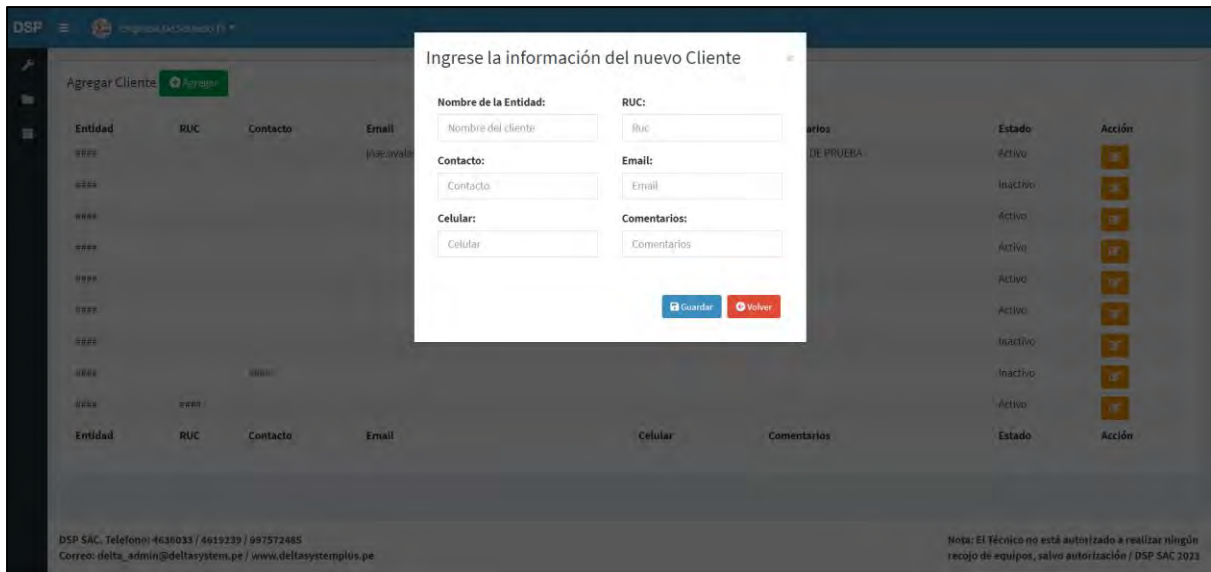 DSP
Ingrese la información del nuevo Cliente
Agregar Cliente Agregar
Nombre de la Entidad: RUC:
Nombre del cliente Ruc
Entidad RUC Contacto Email Estado Acción
#### DE PRUEBA Activo
Contacto: Email:
Contacto Email
#### Inactivo
Celular: Comentarios:
#### Activo
Celular Comentarios
#### Activo
#### Activo
Guardar Volver
#### Activo
#### Inactivo
#### #### Inactivo
#### #### Activo
Entidad RUC Contacto Email Celular Comentarios Estado Acción
DSP SAC. Telefono: 4636033 / 4619239 / 997572485
Correo: delta_admin@deltasystem.pe / www.deltasystemplus.pe
Nota: El Técnico no está autorizado a realizar ningún
recojo de equipos, salvo autorización / DSP SAC 2021